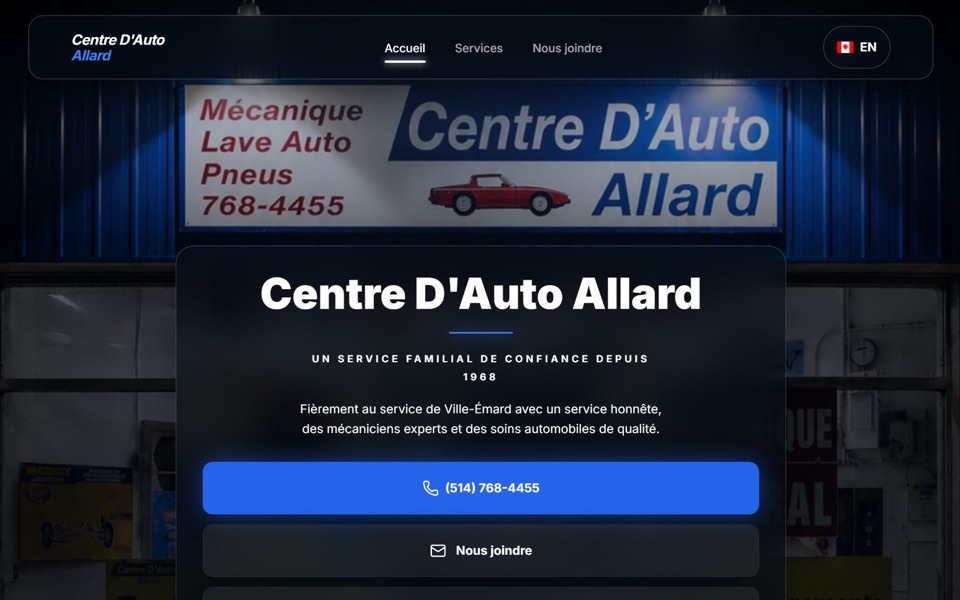 Centre D'Auto
Allard
Accueil
Services
Nous joindre
EN
Mécanique
Lave Auto
Pneus
768-4455
Centre D'Auto
Allard
Centre D'Auto Allard
UN SERVICE FAMILIAL DE CONFIANCE DEPUIS
1968
Fièrement au service de Ville-Émard avec un service honnête,
des mécaniciens experts et des soins automobiles de qualité.
(514) 768-4455
Nous joindre